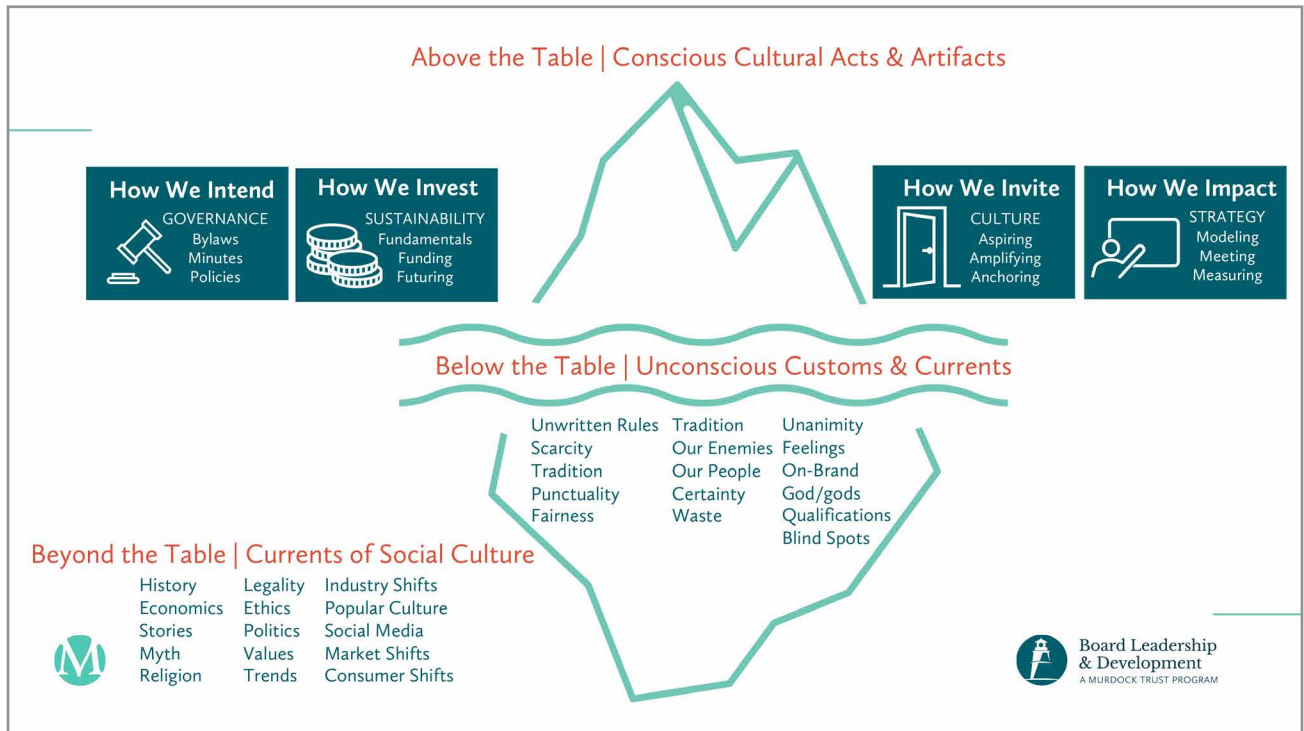 Above the Table | Conscious Cultural Acts & Artifacts
How We Intend
GOVERNANCE
Bylaws
Minutes
Policies
How We Invest
SUSTAINABILITY
Fundamentals
Funding
Futuring
How We Invite
CULTURE
Aspiring
Amplifying
Anchoring
How We Impact
STRATEGY
Modeling
Meeting
Measuring
Below the Table | Unconscious Customs & Currents
Unwritten Rules
Scarcity
Tradition
Punctuality
Fairness
Tradition
Our Enemies
Our People
Certainty
Waste
Unanimity
Feelings
On-Brand
God/gods
Qualifications
Blind Spots
Beyond the Table | Currents of Social Culture
History
Economics
Stories
Myth
Religion
Legality
Ethics
Politics
Values
Trends
Industry Shifts
Popular Culture
Social Media
Market Shifts
Consumer Shifts
M
Board Leadership
& Development
A MURDOCK TRUST PROGRAM